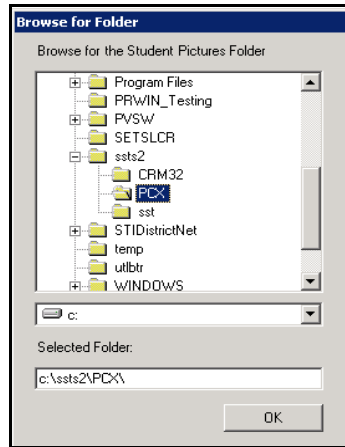 Browse for Folder
Browse for the Student Pictures Folder
Program Files
PRWIN_Testing
PVSW
SETSLCR
ssts2
CRM32
PCX
sst
STIDistrictNet
temp
utlbtr
WINDOWS
c:
Selected Folder:
c:\ssts2\PCX\
OK